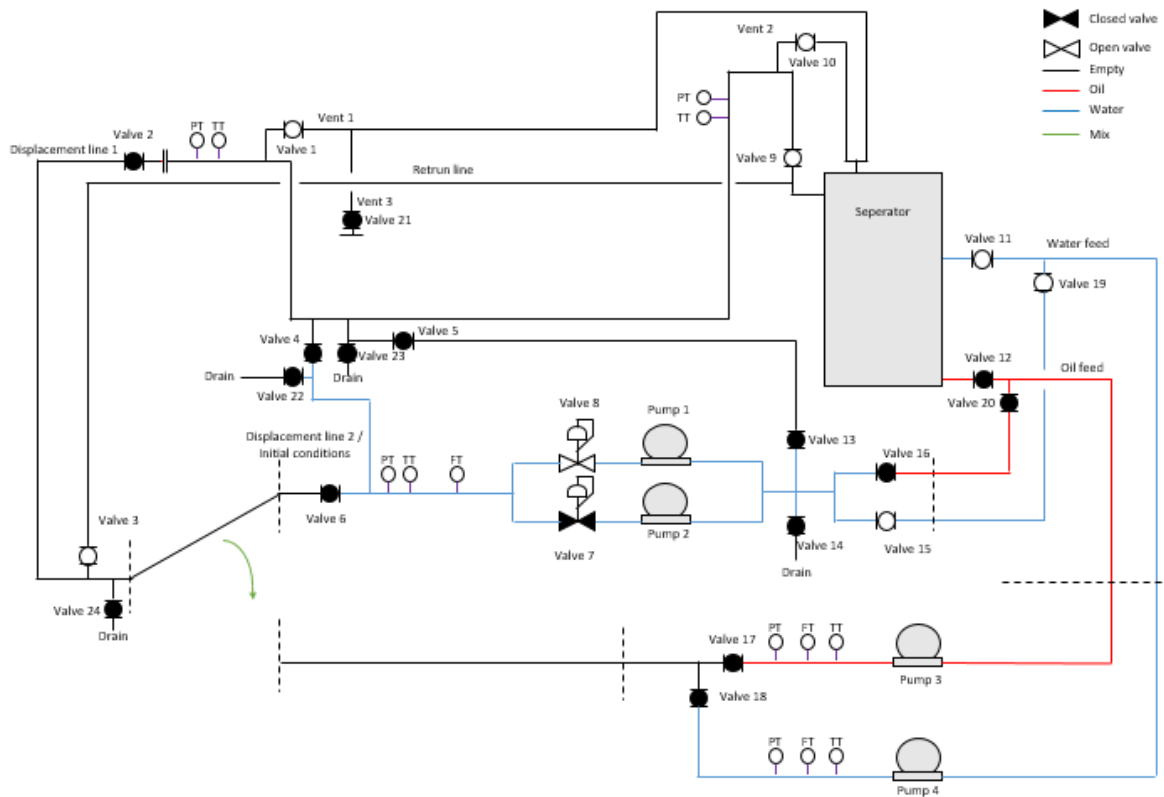 Closed valve
Open valve
Empty
Oil
Water
Mix
Vent 2
Valve 10
PT
TT
Valve 9
Vent 1
Valve 1
Valve 2
PT TT
Displacement line 1
Retrun line
Vent 3
Valve 21
Seperator
Valve 11
Water feed
Valve 19
Valve 12
Oil feed
Valve 20
Valve 4
Valve 5
Valve 23
Drain
Drain
Valve 22
Displacement line 2 /
Initial conditions
PT TT
FT
Valve 6
Valve 8
Pump 1
Pump 2
Valve 7
Valve 13
Valve 16
Valve 14
Drain
Valve 15
Valve 3
Valve 24
Drain
Valve 17
PT FT TT
Pump 3
Valve 18
PT FT TT
Pump 4